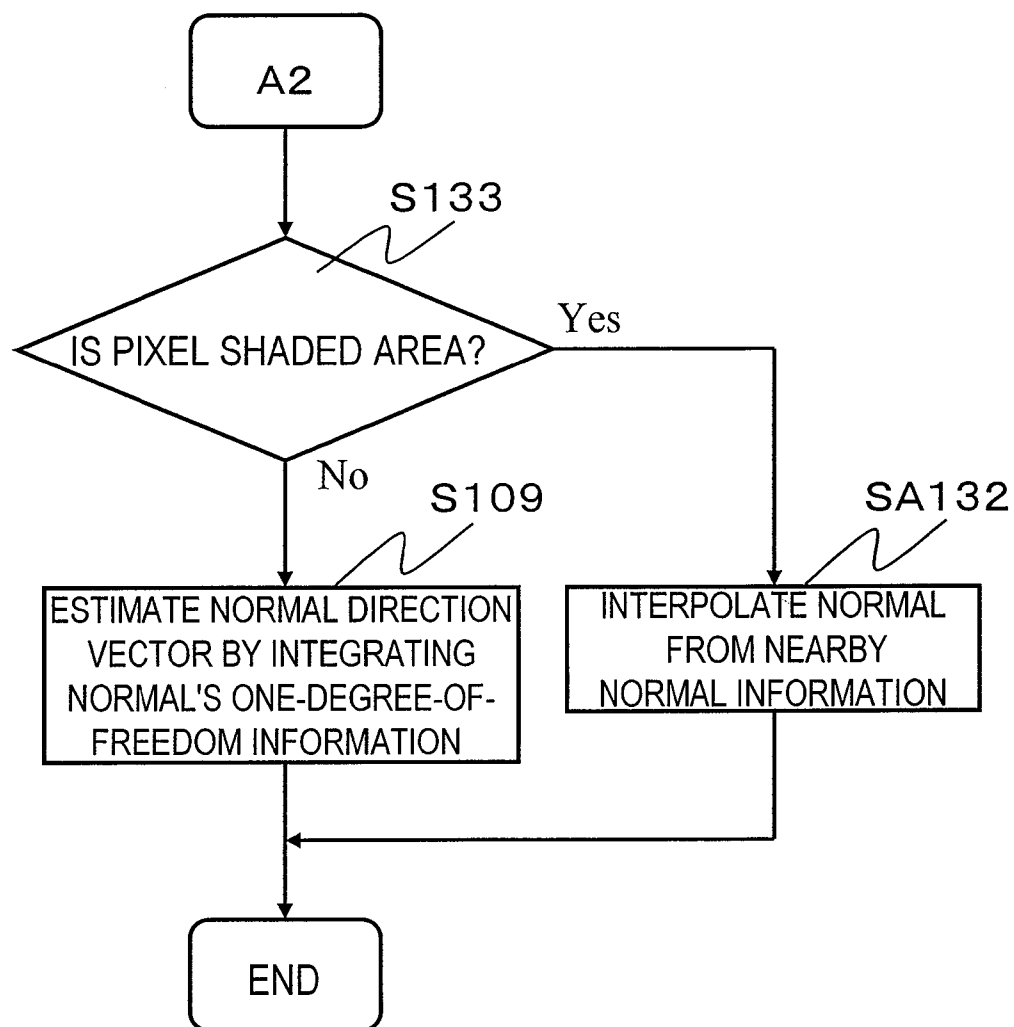 A2
S133
IS PIXEL SHADED AREA?
Yes
No
S109
SA132
ESTIMATE NORMAL DIRECTION
VECTOR BY INTEGRATING
NORMAL'S ONE-DEGREE-OF-
FREEDOM INFORMATION
INTERPOLATE NORMAL
FROM NEARBY
NORMAL INFORMATION
END